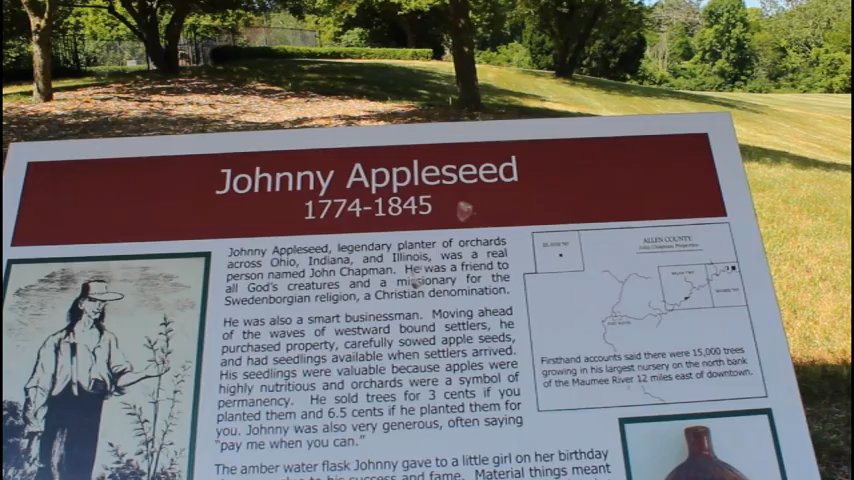 Johnny Appleseed
1774-1845
Johnny Appleseed, legendary planter of orchards
across Ohio, Indiana, and Illinois, was a real
person named John Chapman. He was a friend to
all God's creatures and a missionary for the
Swedenborgian religion, a Christian denomination.
He was also a smart businessman. Moving ahead
of the waves of westward bound settlers, he
purchased property, carefully sowed apple seeds,
and had seedlings available when settlers arrived.
His seedlings were valuable because apples were
highly nutritious and orchards were a symbol of
permanency. He sold trees for 3 cents if you
planted them and 6.5 cents if he planted them for
you. Johnny was also very generous, often saying
"pay me when you can."
The amber water flask Johnny gave to a little girl on her birthday
success and fame. Material things meant
ALLEN COUNTY
John Chapman Properties
Firsthand accounts said there were 15,000 trees
growing in Johnny Appleseed's nursery on the north bank
of the Maumee River 12 miles east of downtown.